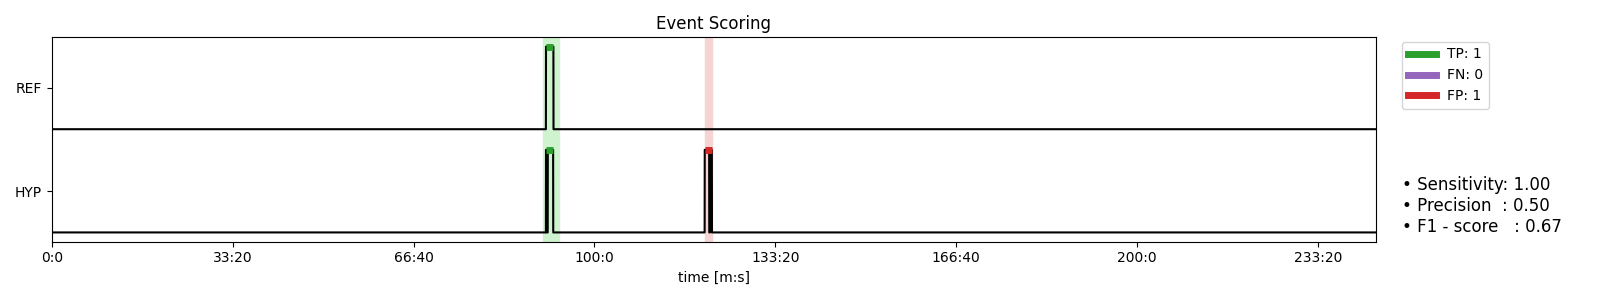 Event Scoring
REF
HYP
0:0
33:20
66:40
100:0
133:20
166:40
200:0
233:20
time [m:s]
TP: 1
FN: 0
FP: 1
• Sensitivity: 1.00
• Precision : 0.50
• F1 - score : 0.67